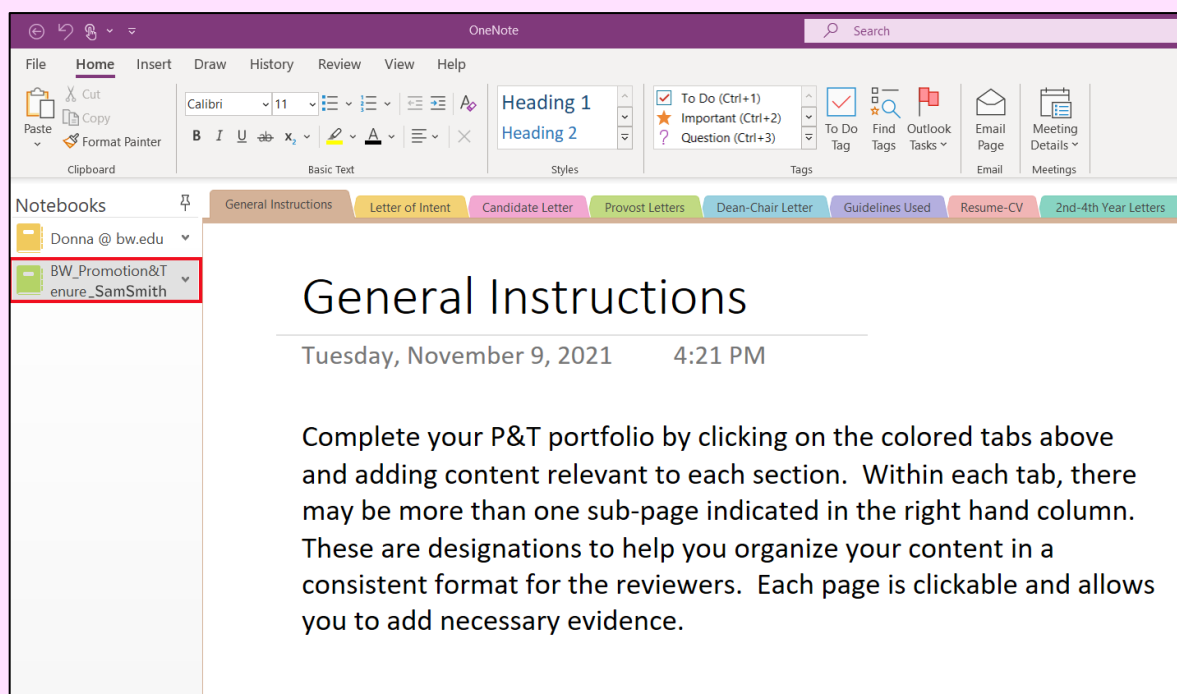 OneNote
Search
File Home Insert Draw History Review View Help
Paste
Cut
Copy
Format Painter
Clipboard
Calibri 11
B I U ab x₂ A
Basic Text
Heading 1
Heading 2
Styles
To Do (Ctrl+1)
Important (Ctrl+2)
? Question (Ctrl+3)
To Do
Tag
Find
Tags
Outlook
Tasks
Tags
Email
Page
Email
Meeting
Details
Meetings
Notebooks
Donna @ bw.edu
BW_Promotion&T
enure_SamSmith
General Instructions Letter of Intent Candidate Letter Provost Letters Dean-Chair Letter Guidelines Used Resume-CV 2nd-4th Year Letters
General Instructions
Tuesday, November 9, 2021 4:21 PM
Complete your P&T portfolio by clicking on the colored tabs above
and adding content relevant to each section. Within each tab, there
may be more than one sub-page indicated in the right hand column.
These are designations to help you organize your content in a
consistent format for the reviewers. Each page is clickable and allows
you to add necessary evidence.